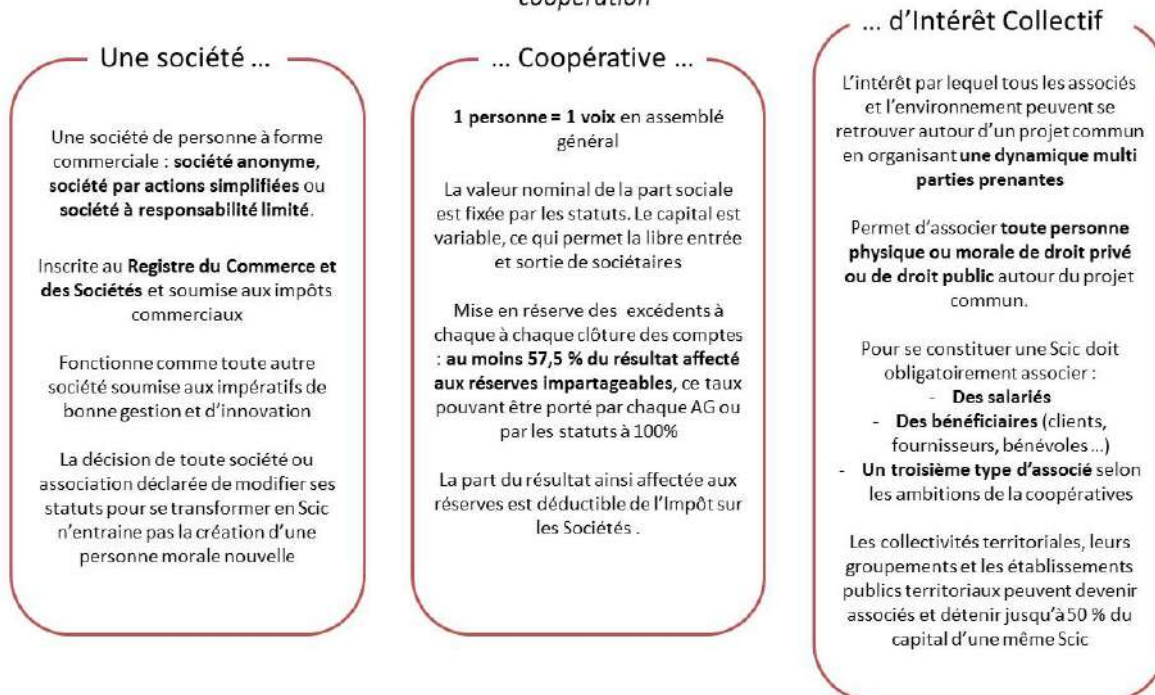 coopération
Une société ...
Une société de personne à forme
commerciale : société anonyme,
société par actions simplifiées ou
société à responsabilité limité.
Inscrite au Registre du Commerce et
des Sociétés et soumise aux impôts
commerciaux
Fonctionne comme toute autre
société soumise aux impératifs de
bonne gestion et d'innovation
La décision de toute société ou
association déclarée de modifier ses
statuts pour se transformer en Scic
n'entraine pas la création d'une
personne morale nouvelle
... Coopérative ...
1 personne = 1 voix en assemblé
général
La valeur nominal de la part sociale
est fixée par les statuts. Le capital est
variable, ce qui permet la libre entrée
et sortie de sociétaires
Mise en réserve des excédents à
chaque à chaque clôture des comptes
: au moins 57,5 % du résultat affecté
aux réserves impartageables, ce taux
pouvant être porté par chaque AG ou
par les statuts à 100%
La part du résultat ainsi affectée aux
réserves est déductible de l'Impôt sur
les Sociétés .
... d'Intérêt Collectif
L'intérêt par lequel tous les associés
et l'environnement peuvent se
retrouver autour d'un projet commun
en organisant une dynamique multi
parties prenantes
Permet d'associer toute personne
physique ou morale de droit privé
ou de droit public autour du projet
commun.
Pour se constituer une Scic doit
obligatoirement associer :
- Des salariés
- Des bénéficiaires (clients,
fournisseurs, bénévoles ...)
- Un troisième type d'associé selon
les ambitions de la coopératives
Les collectivités territoriales, leurs
groupements et les établissements
publics territoriaux peuvent devenir
associés et détenir jusqu'à 50 % du
capital d'une même Scic